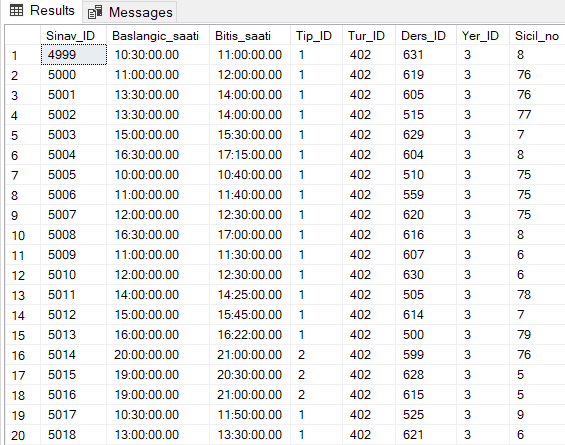 Results Messages
Sinav_ID Baslangic_saati Bitis_saati Tip_ID Tur_ID Ders_ID Yer_ID Sicil_no
1 4999 10:30:00.00 11:00:00.00 1 402 631 3 8
2 5000 11:00:00.00 12:00:00.00 1 402 619 3 76
3 5001 13:30:00.00 14:00:00.00 1 402 605 3 76
4 5002 13:30:00.00 14:00:00.00 1 402 515 3 77
5 5003 15:00:00.00 15:30:00.00 1 402 629 3 7
6 5004 16:30:00.00 17:15:00.00 1 402 604 3 8
7 5005 10:00:00.00 10:40:00.00 1 402 510 3 75
8 5006 11:00:00.00 11:40:00.00 1 402 559 3 75
9 5007 12:00:00.00 12:30:00.00 1 402 620 3 75
10 5008 16:30:00.00 17:00:00.00 1 402 616 3 8
11 5009 11:00:00.00 11:30:00.00 1 402 607 3 6
12 5010 12:00:00.00 12:30:00.00 1 402 630 3 6
13 5011 14:00:00.00 14:25:00.00 1 402 505 3 78
14 5012 15:00:00.00 15:45:00.00 1 402 614 3 7
15 5013 16:00:00.00 16:22:00.00 1 402 500 3 79
16 5014 20:00:00.00 21:00:00.00 2 402 599 3 76
17 5015 19:00:00.00 20:30:00.00 2 402 628 3 5
18 5016 19:00:00.00 21:00:00.00 2 402 615 3 5
19 5017 10:30:00.00 11:50:00.00 1 402 525 3 9
20 5018 13:00:00.00 13:30:00.00 1 402 621 3 6